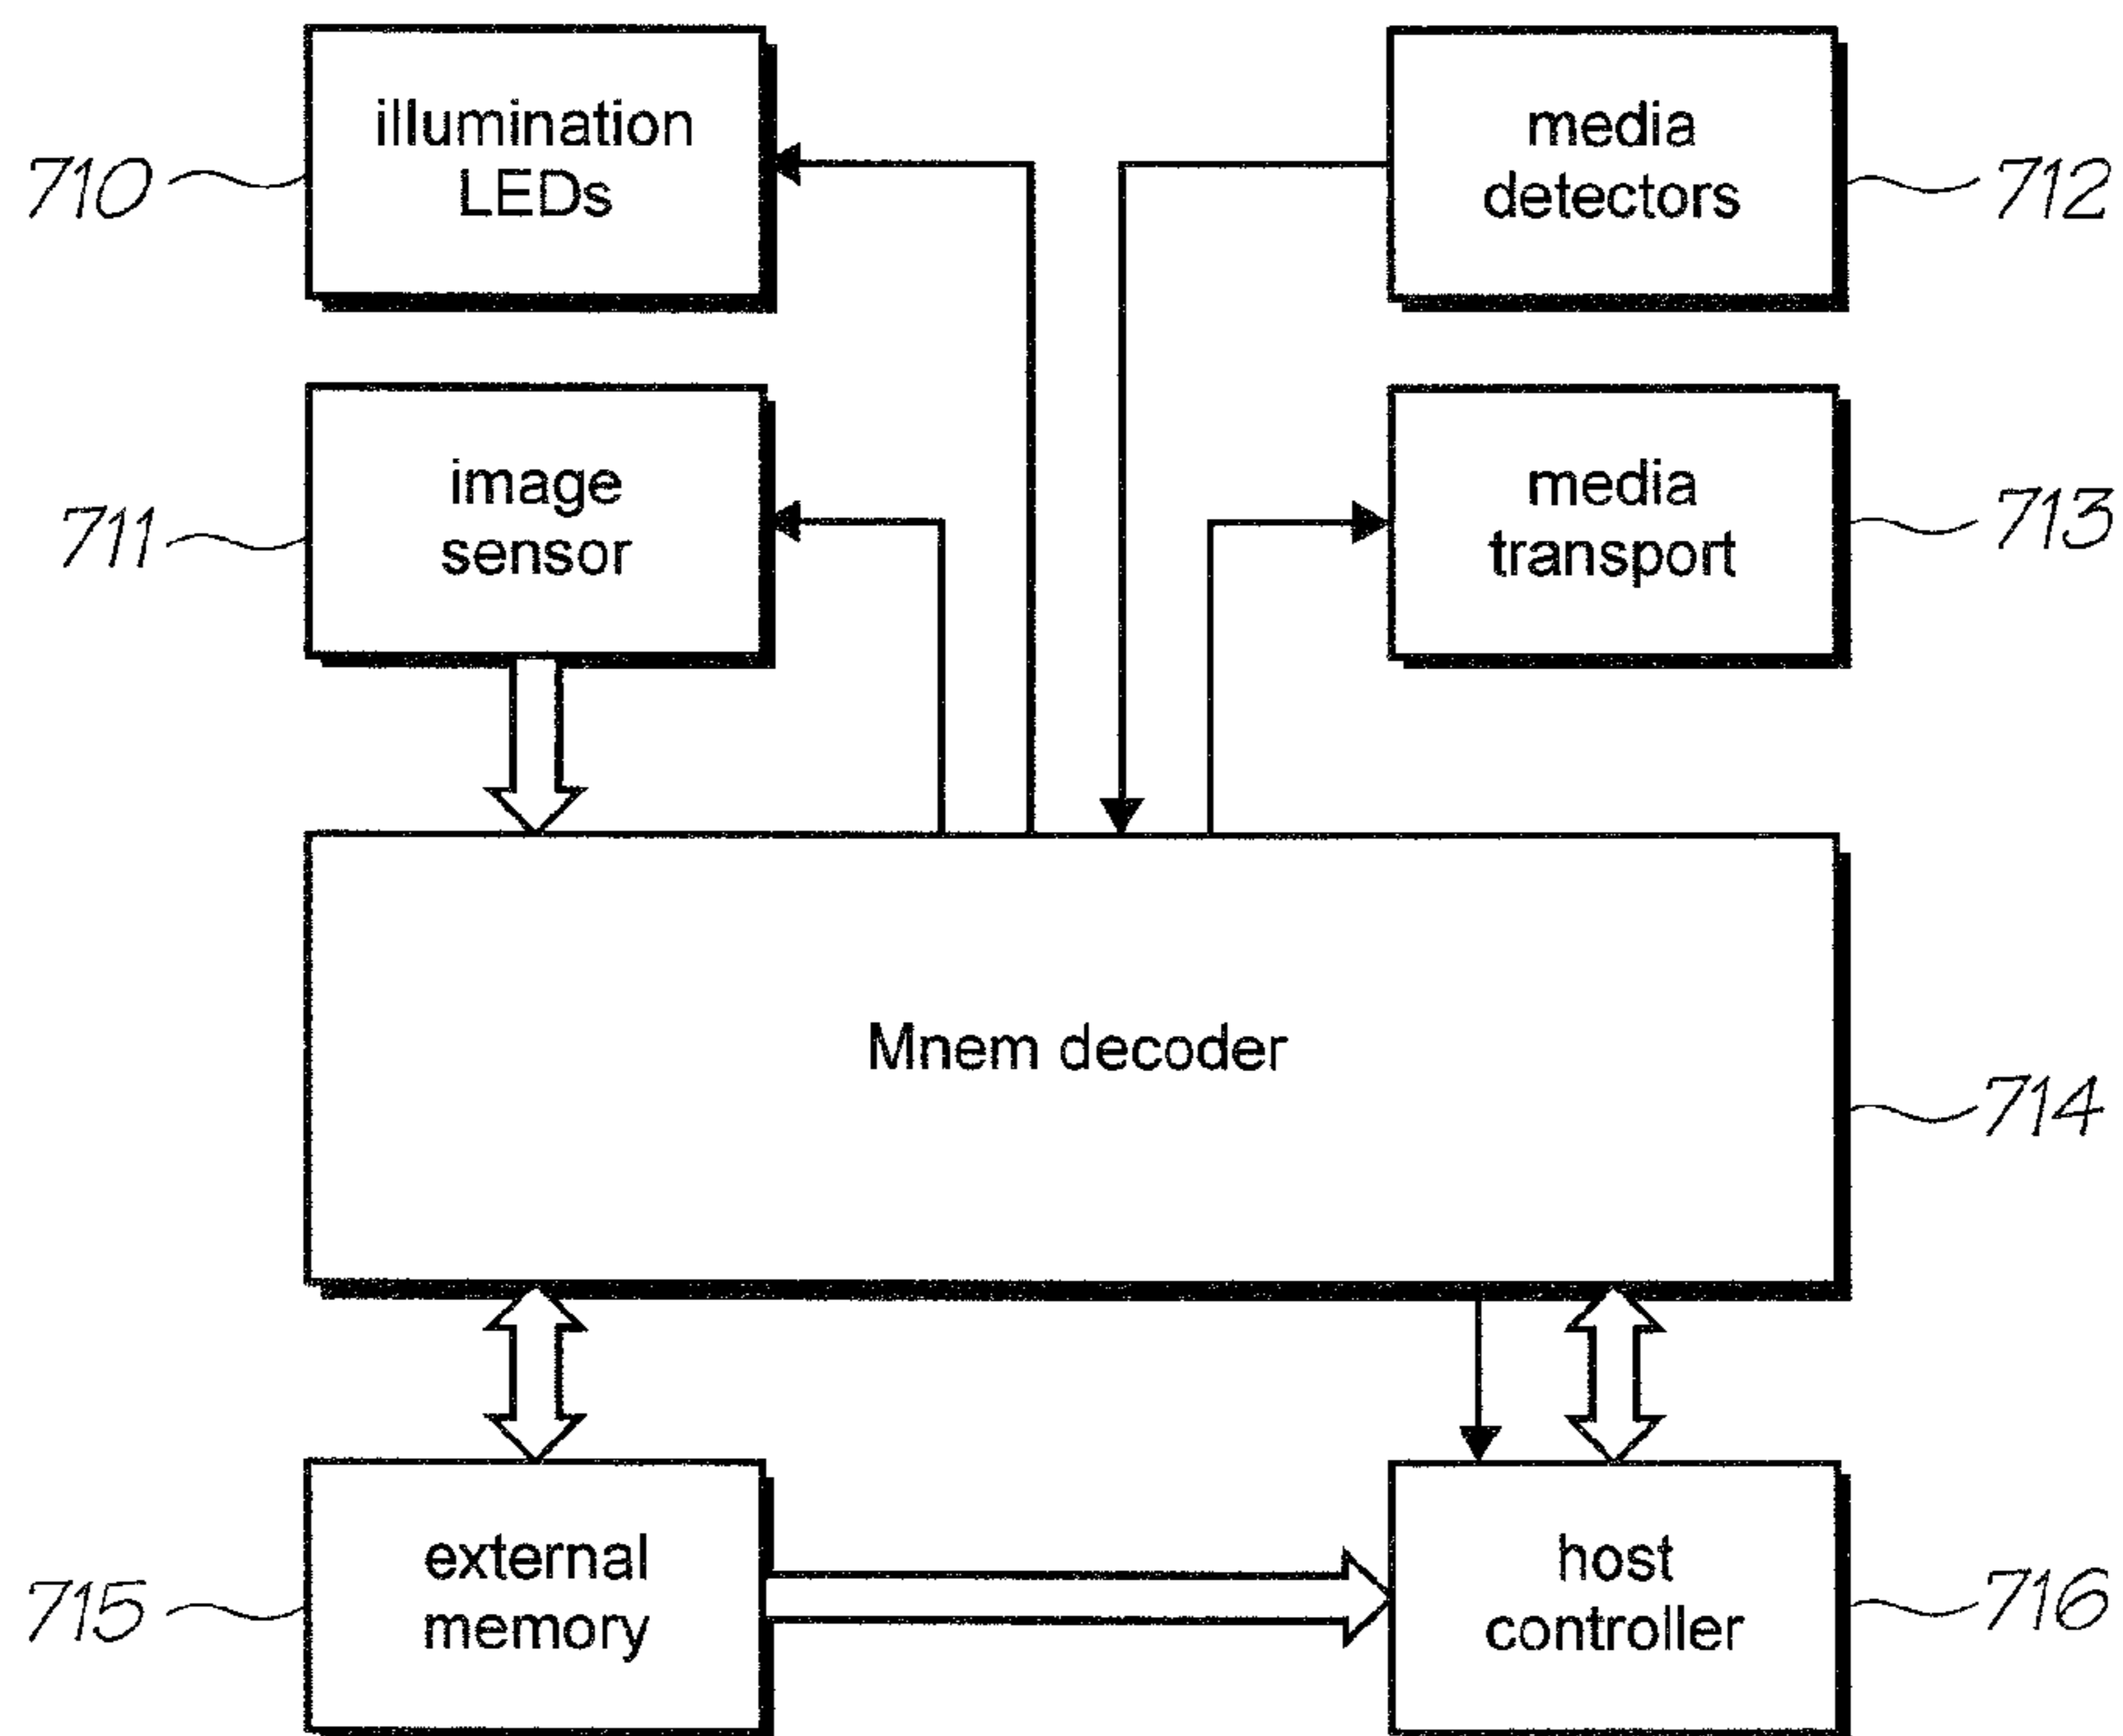 illumination
LEDs
710
media
detectors
712
image
sensor
711
media
transport
713
Mnem decoder
714
external
memory
715
host
controller
716